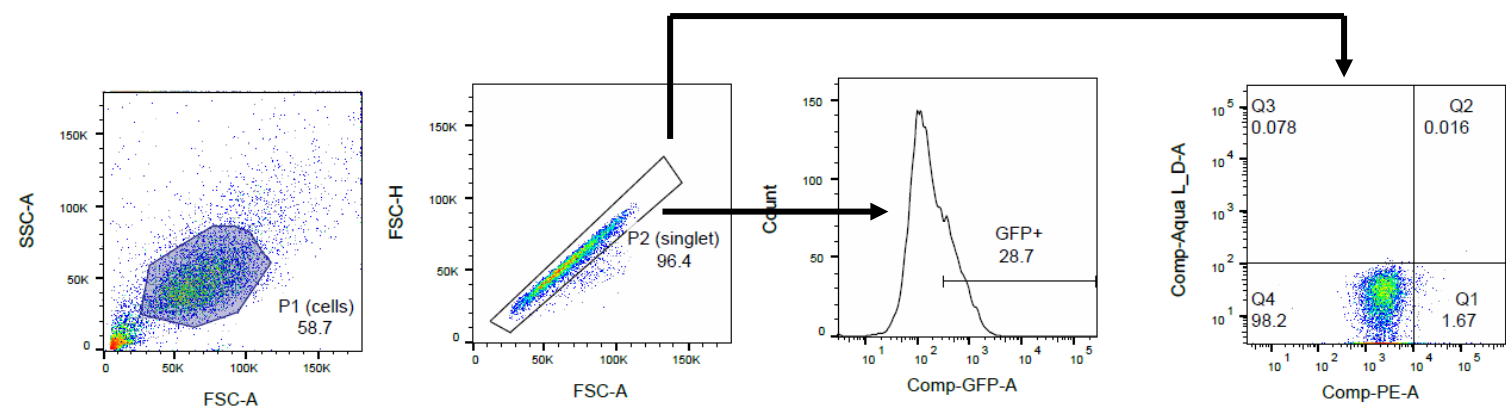 SSC-A
150K
100K
50K
0
P1 (cells)
58.7
0
50K
100K
150K
FSC-A
FSC-H
150K
100K
50K
0
P2 (singlet)
96.4
0
50K
100K
150K
FSC-A
Count
150
100
50
0
GFP+
28.7
10¹
10²
10³
10⁴
10⁵
Comp-GFP-A
Comp-Aqua L_D-A
10⁵
10⁴
10³
10²
10¹
Q3
0.078
Q2
0.016
Q4
98.2
Q1
1.67
10¹
10²
10³
10⁴
10⁵
Comp-PE-A